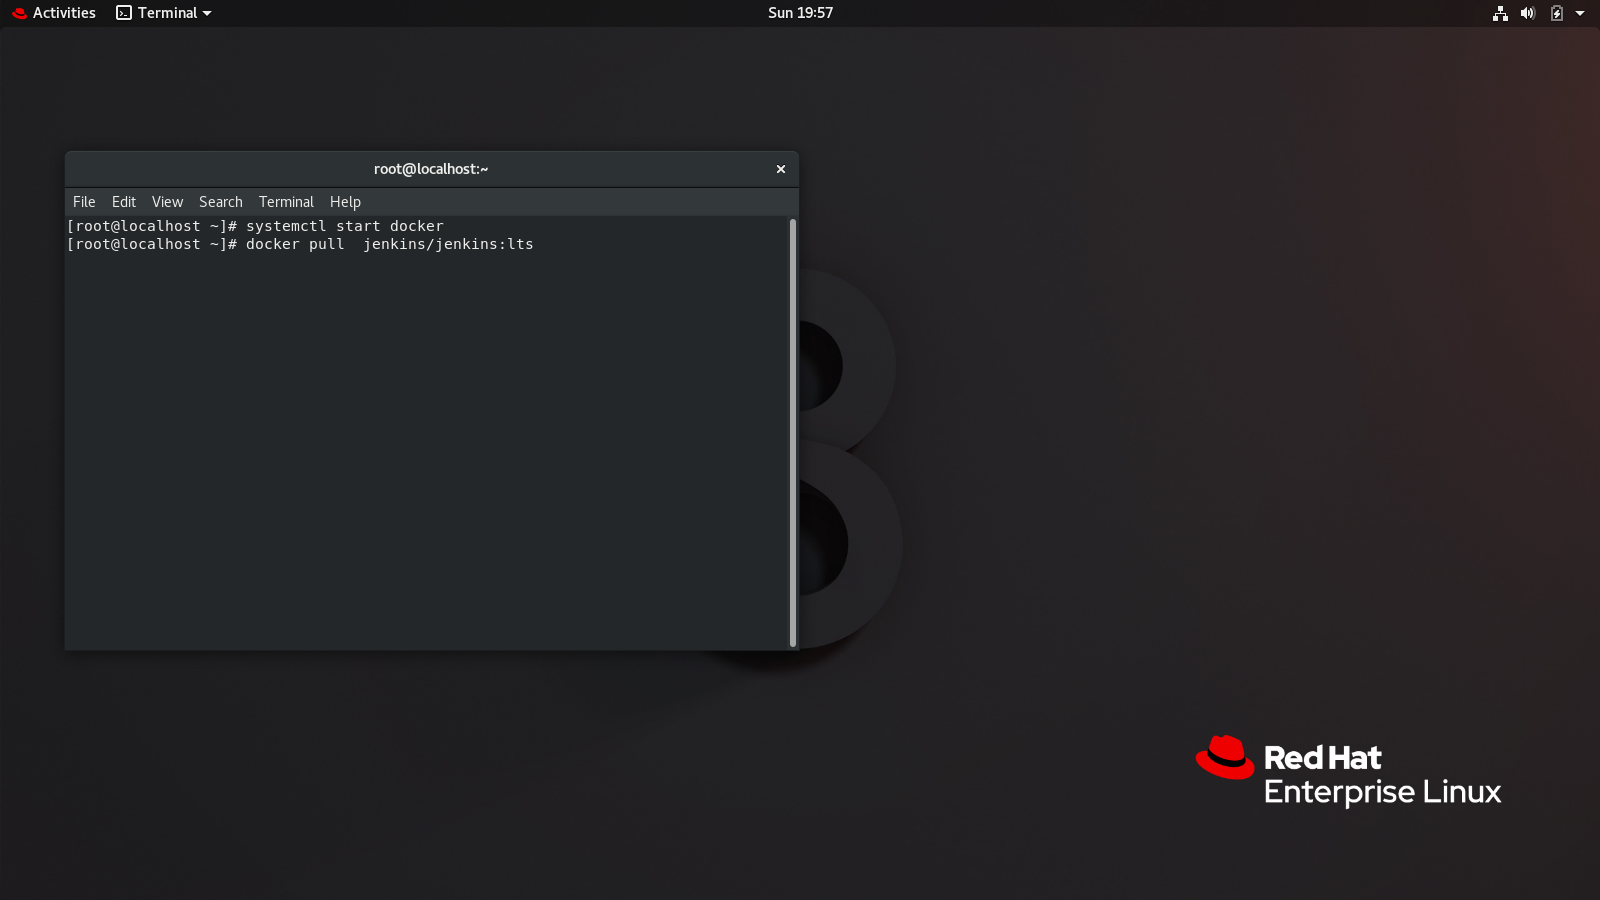 Activities Terminal Sun 19:57
root@localhost:~
File Edit View Search Terminal Help
[root@localhost ~]# systemctl start docker
[root@localhost ~]# docker pull  jenkins/jenkins:lts
Red Hat
Enterprise Linux